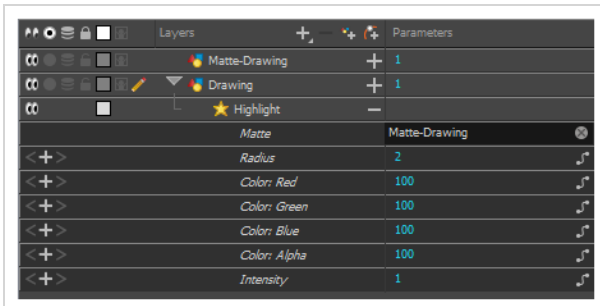 Layers Parameters
Matte-Drawing 1
Drawing 1
Highlight
Matte Matte-Drawing
Radius 2
Color: Red 100
Color: Green 100
Color: Blue 100
Color: Alpha 100
Intensity 1